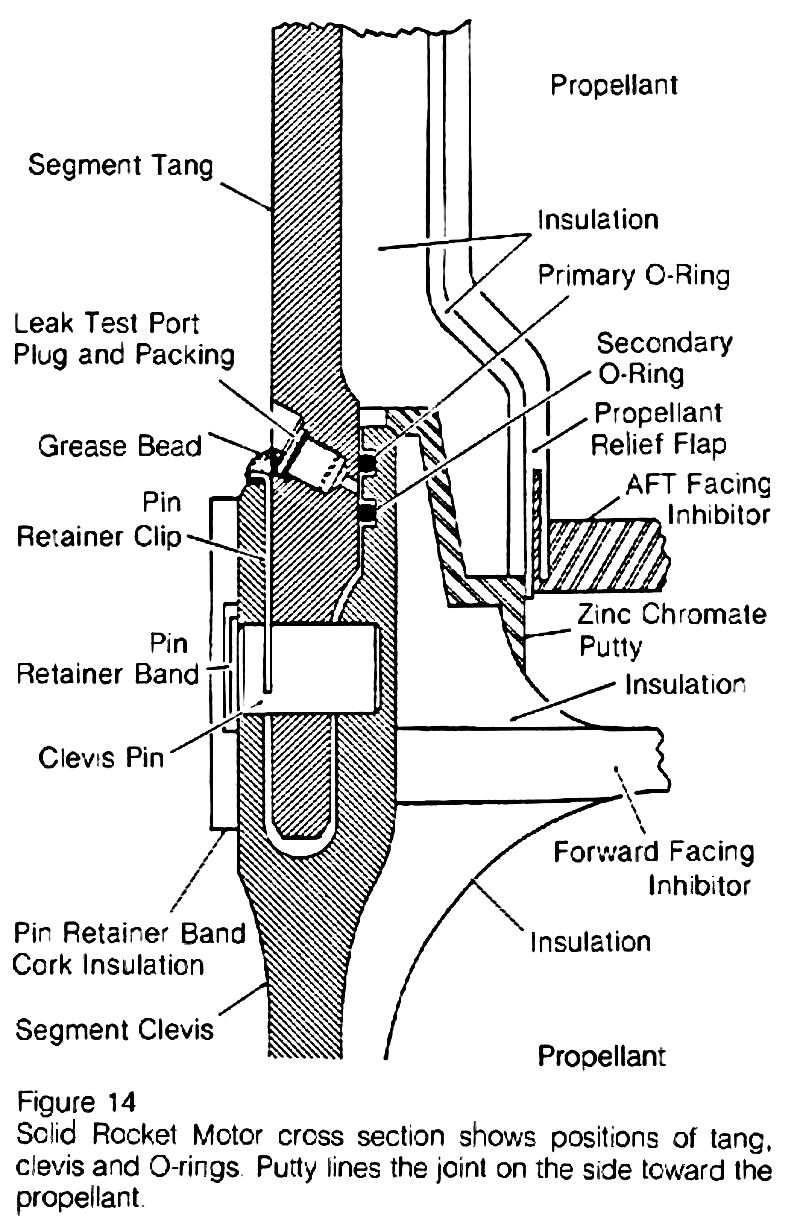 Propellant
Segment Tang
Insulation
Primary O-Ring
Leak Test Port
Plug and Packing
Secondary
O-Ring
Grease Bead
Propellant
Relief Flap
Pin
Retainer Clip
AFT Facing
Inhibitor
Pin
Retainer Band
Zinc Chromate
Putty
Insulation
Clevis Pin
Forward Facing
Inhibitor
Pin Retainer Band
Cork Insulation
Insulation
Segment Clevis
Propellant
Figure 14
Solid Rocket Motor cross section shows positions of tang,
clevis and O-rings. Putty lines the joint on the side toward the
propellant.